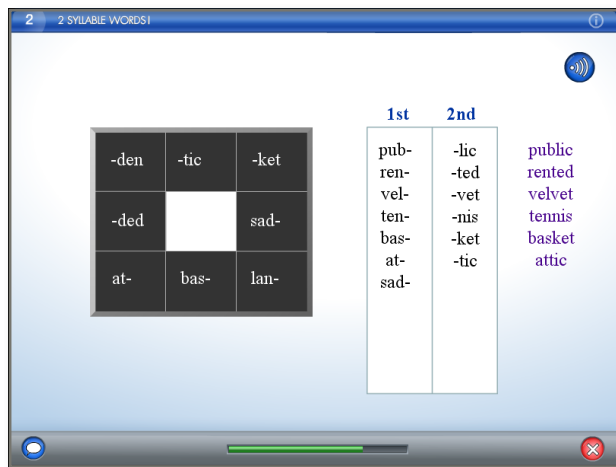 2 2 SYLLABLE WORDS I
1st 2nd
-den -tic -ket
-ded sad-
at- bas- lan-
pub- -lic public
ren- -ted rented
vel- -vet velvet
ten- -nis tennis
bas- -ket basket
at- -tic attic
sad-